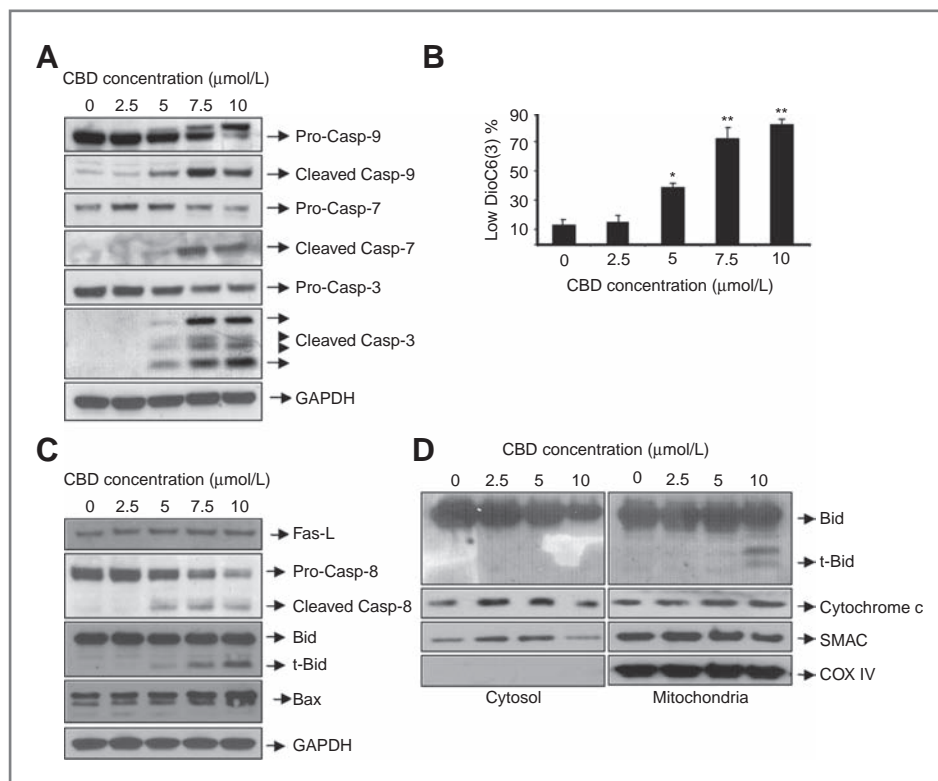 A
CBD concentration (μmol/L)
0 2.5 5 7.5 10
Pro-Casp-9
Cleaved Casp-9
Pro-Casp-7
Cleaved Casp-7
Pro-Casp-3
Cleaved Casp-3
GAPDH
B
Low DioC6(3) %
90
70
50
30
10
* ** **
0 2.5 5 7.5 10
CBD concentration (μmol/L)
C
CBD concentration (μmol/L)
0 2.5 5 7.5 10
Fas-L
Pro-Casp-8
Cleaved Casp-8
Bid
t-Bid
Bax
GAPDH
D
CBD concentration (μmol/L)
0 2.5 5 10 0 2.5 5 10
Bid
t-Bid
Cytochrome c
SMAC
COX IV
Cytosol Mitochondria